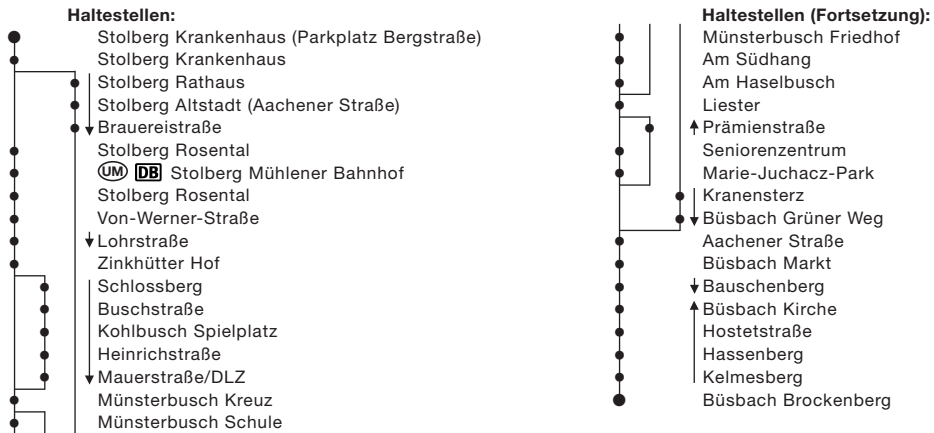 Haltestellen:
Stolberg Krankenhaus (Parkplatz Bergstraße)
Stolberg Krankenhaus
Stolberg Rathaus
Stolberg Altstadt (Aachener Straße)
Brauereistraße
Stolberg Rosental
UM DB Stolberg Mühlener Bahnhof
Stolberg Rosental
Von-Werner-Straße
Lohrstraße
Zinkhütter Hof
Schlossberg
Buschstraße
Kohlbusch Spielplatz
Heinrichstraße
Mauerstraße/DLZ
Münsterbusch Kreuz
Münsterbusch Schule
Haltestellen (Fortsetzung):
Münsterbusch Friedhof
Am Südhang
Am Haselbusch
Liester
Prämienstraße
Seniorenzentrum
Marie-Juchacz-Park
Kranensterz
Büsbach Grüner Weg
Aachener Straße
Büsbach Markt
Bauschenberg
Büsbach Kirche
Hostetstraße
Hassenberg
Kelmesberg
Büsbach Brockenberg